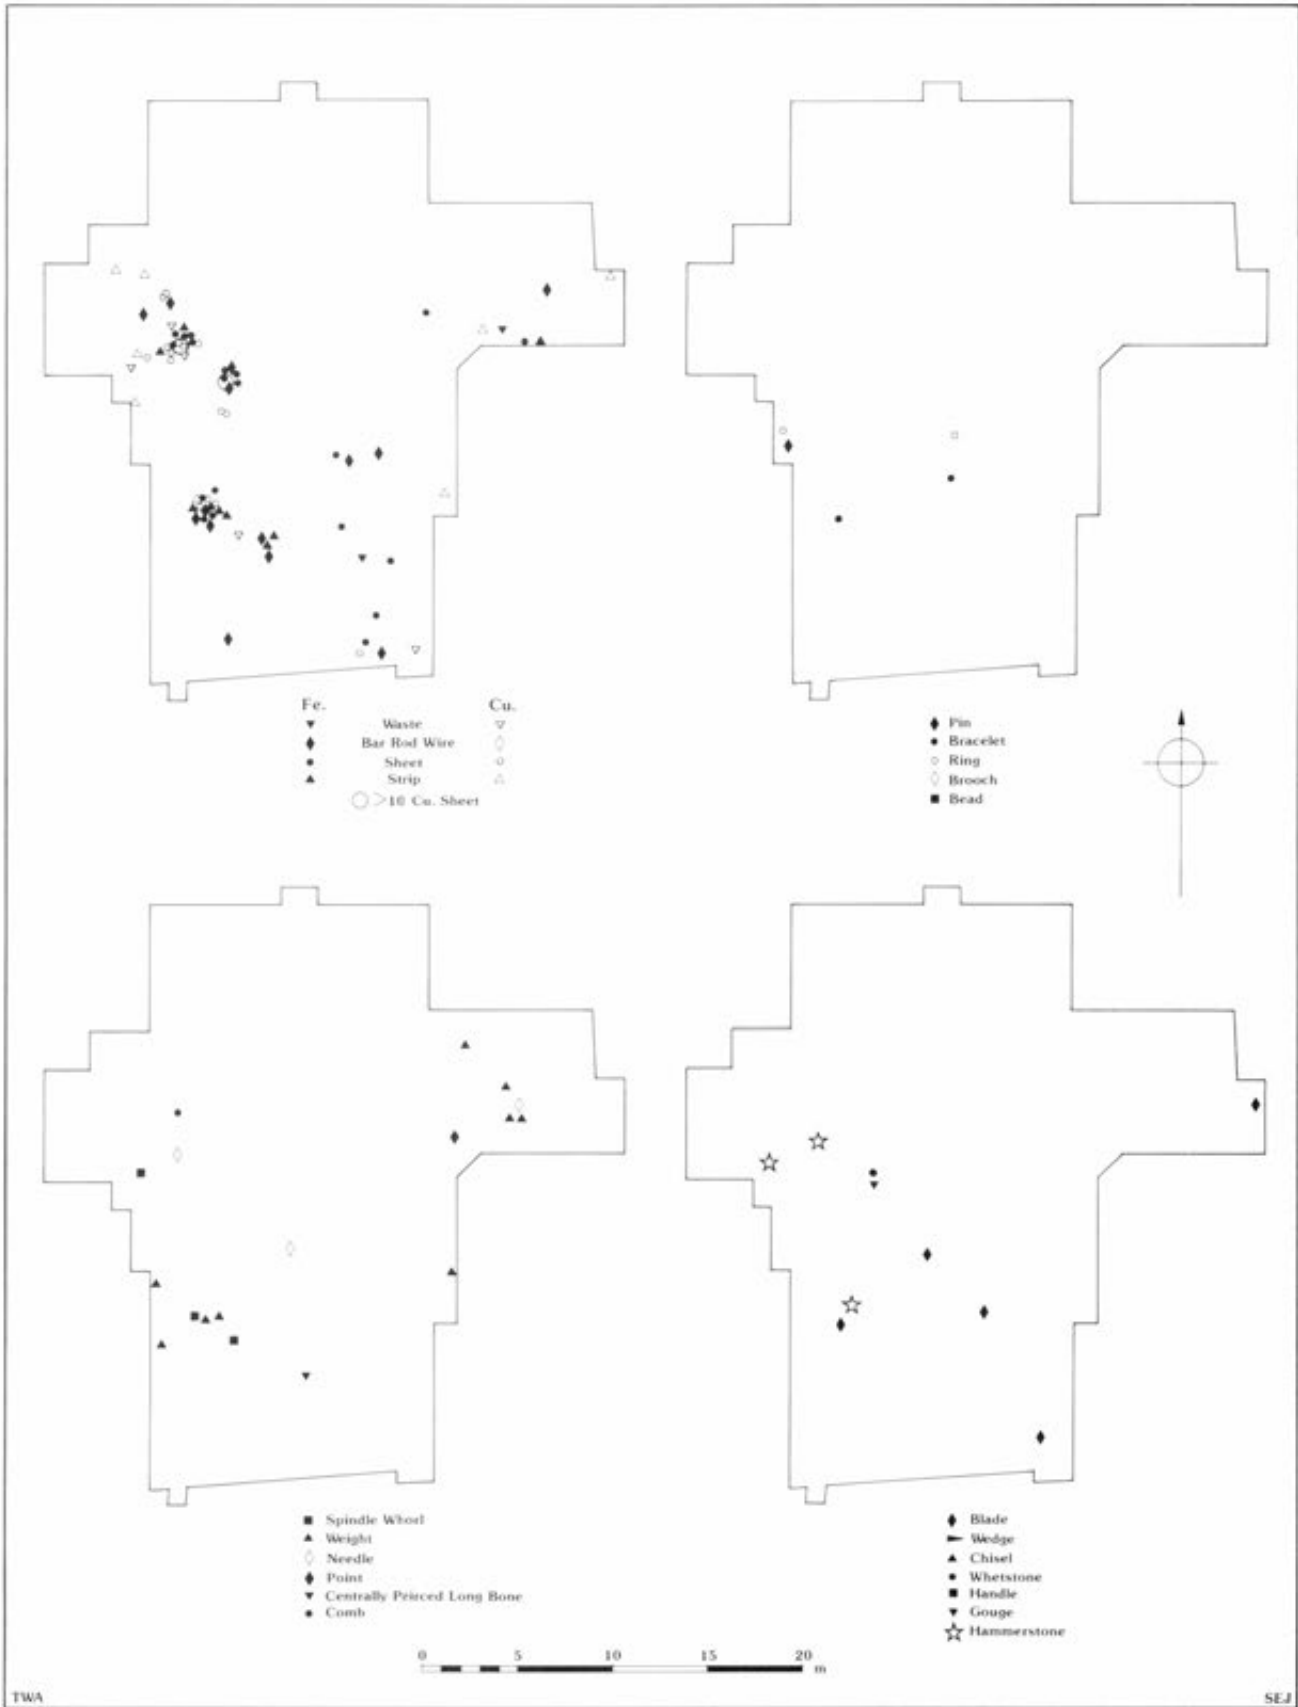 Fe. Cu.
Waste
Bar Rod Wire
Sheet
Strip
>10 Cu. Sheet
Pin
Bracelet
Ring
Brooch
Bead
Spindle Whorl
Weight
Needle
Point
Centrally Peirced Long Bone
Comb
Blade
Wedge
Chisel
Whetstone
Handle
Gouge
Hammerstone
0 5 10 15 20 m
TWA SEJ